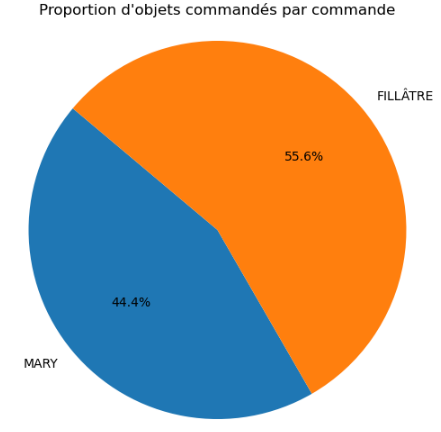 Proportion d'objets commandés par commande
FILLÂTRE
55.6%
44.4%
MARY